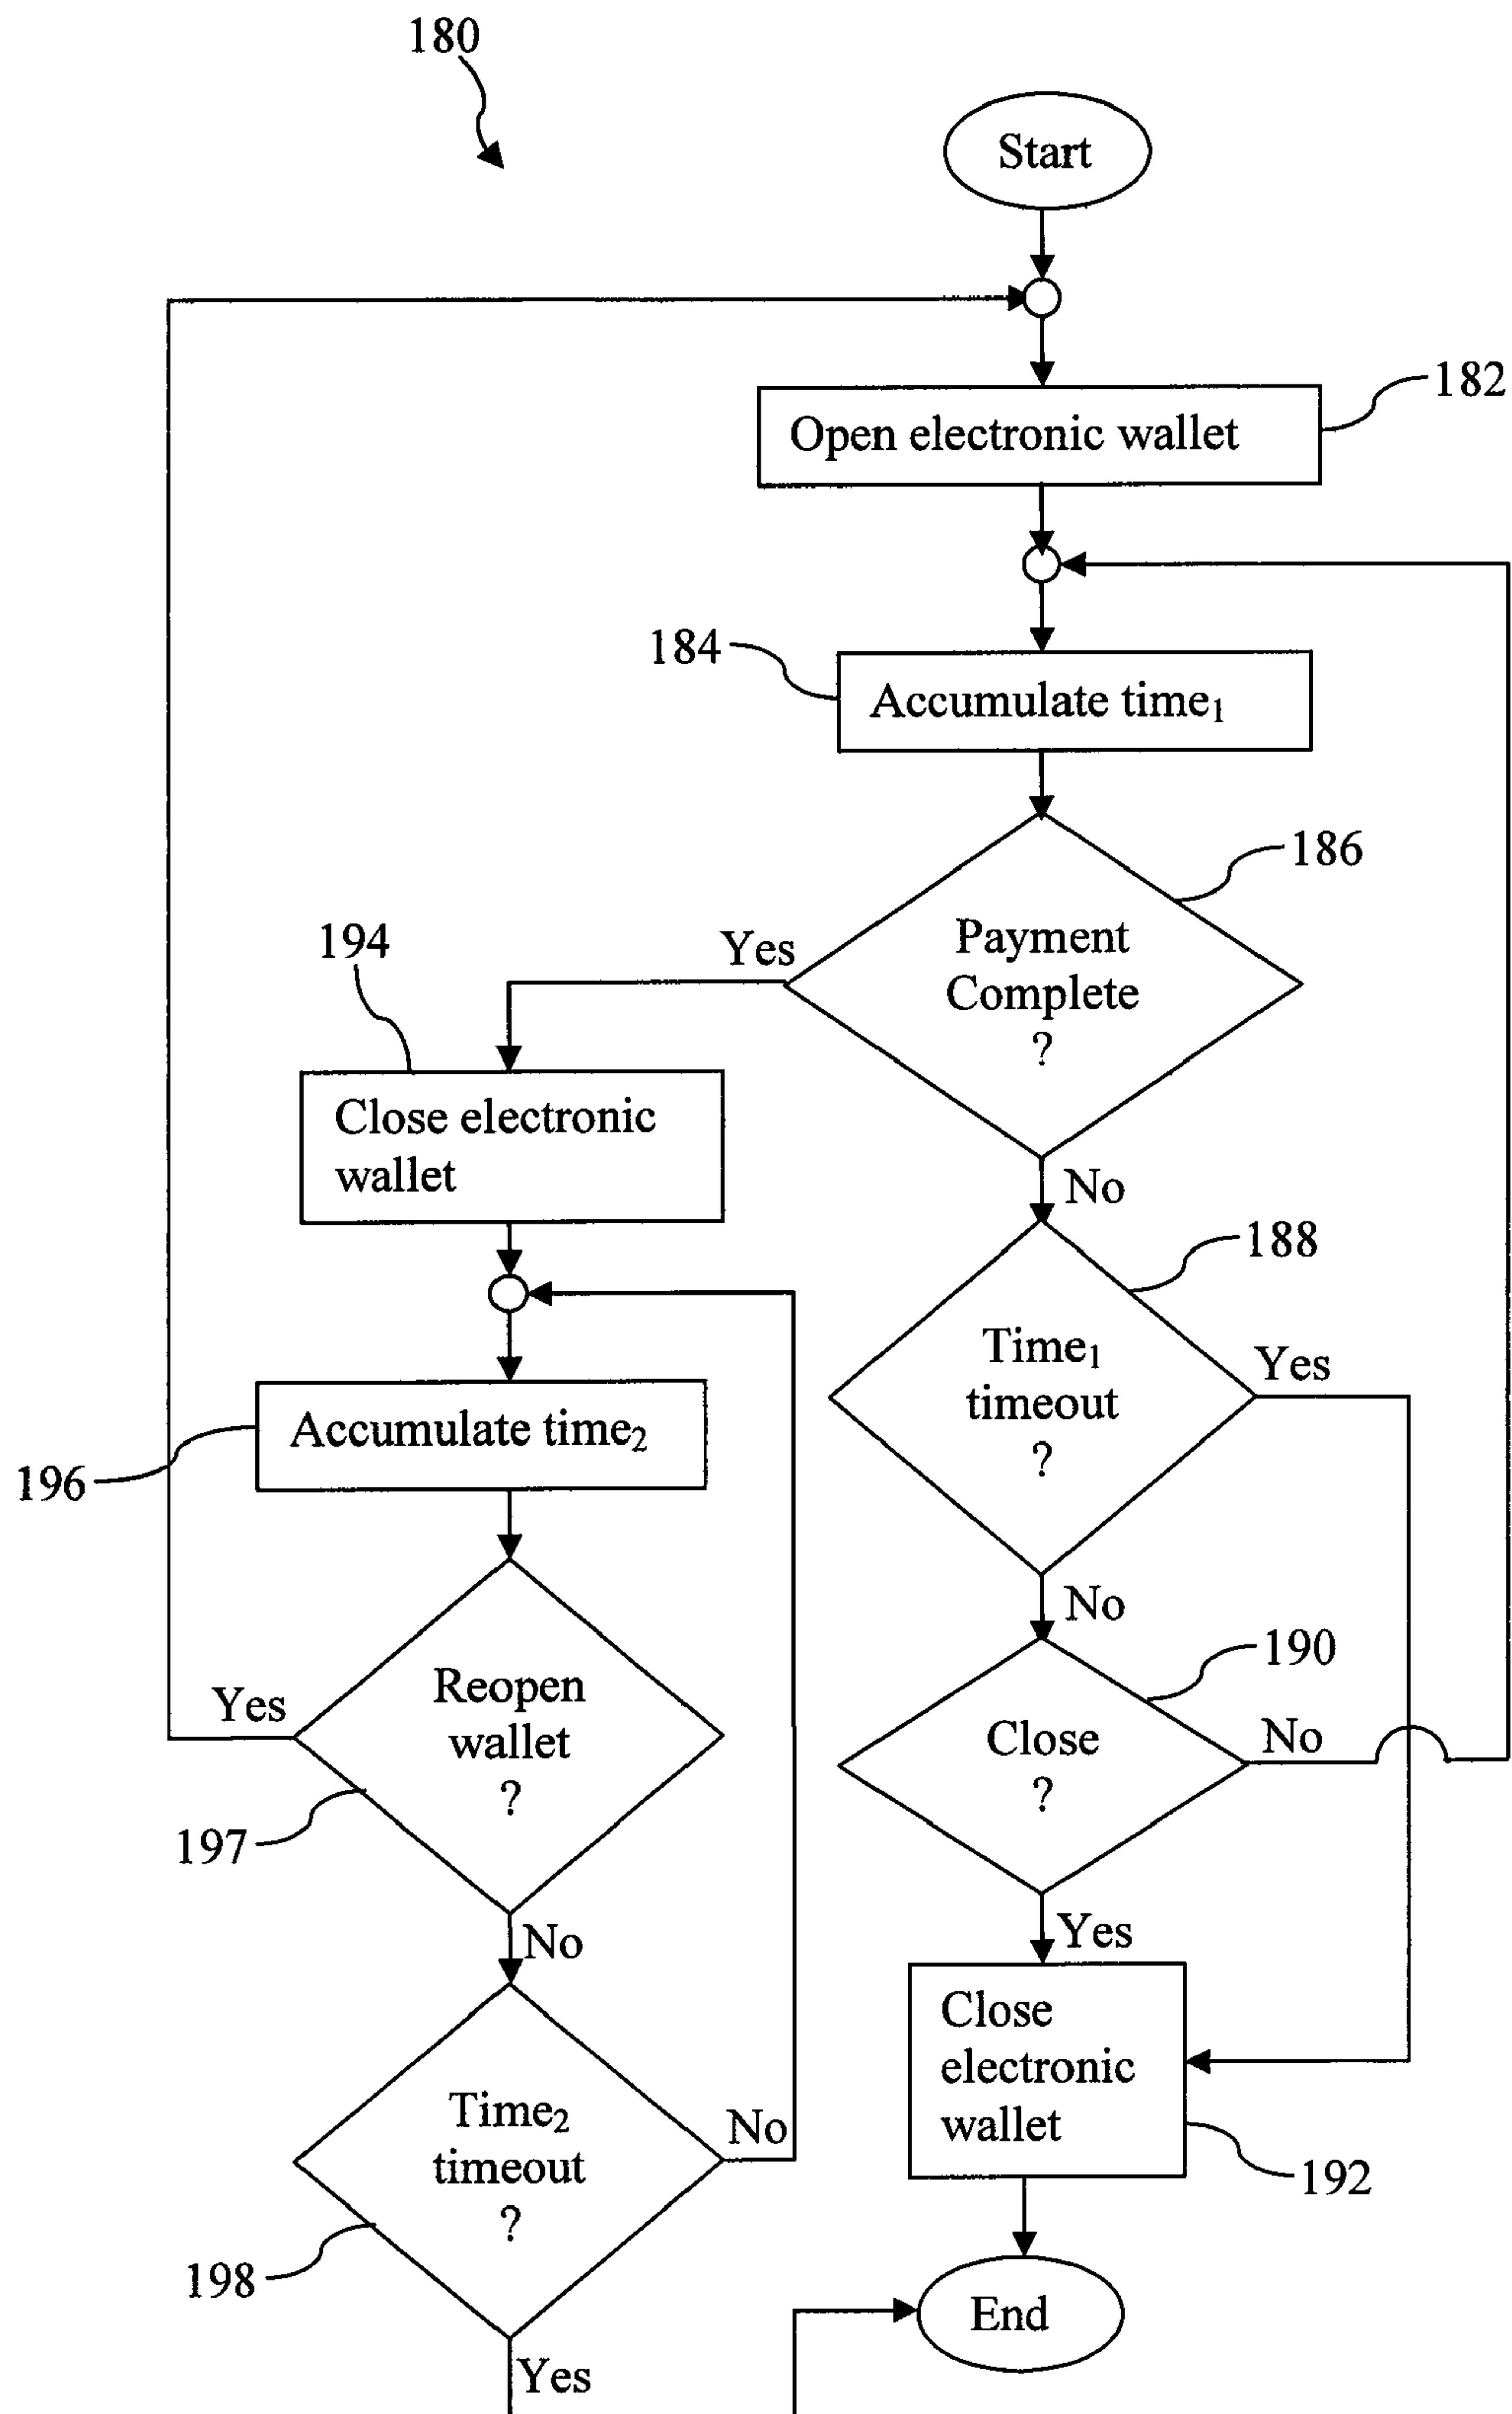 180
Start
182
Open electronic wallet
184
Accumulate time₁
186
Payment
Complete
?
Yes
No
194
Close electronic
wallet
188
Time₁
timeout
?
Yes
No
196
Accumulate time₂
190
Close
?
No
Yes
Reopen
wallet
?
Yes
197
No
Close
electronic
wallet
192
Time₂
timeout
?
No
198
Yes
End